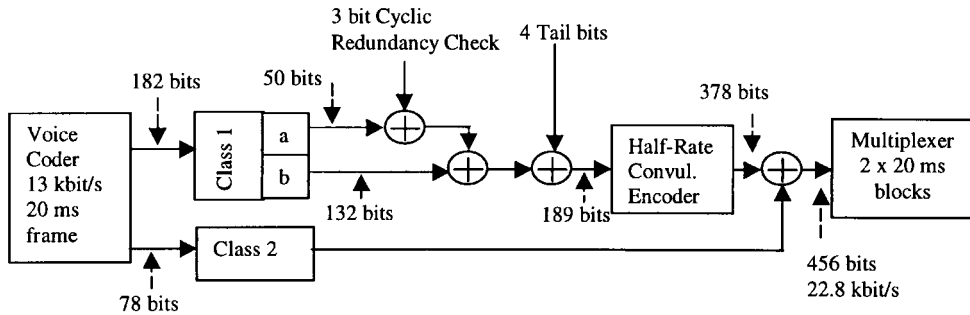 3 bit Cyclic
Redundancy Check
4 Tail bits
182 bits
50 bits
378 bits
Voice
Coder
13 kbit/s
20 ms
frame
Class 1
a
b
Half-Rate
Convul.
Encoder
Multiplexer
2 x 20 ms
blocks
132 bits
189 bits
Class 2
78 bits
456 bits
22.8 kbit/s